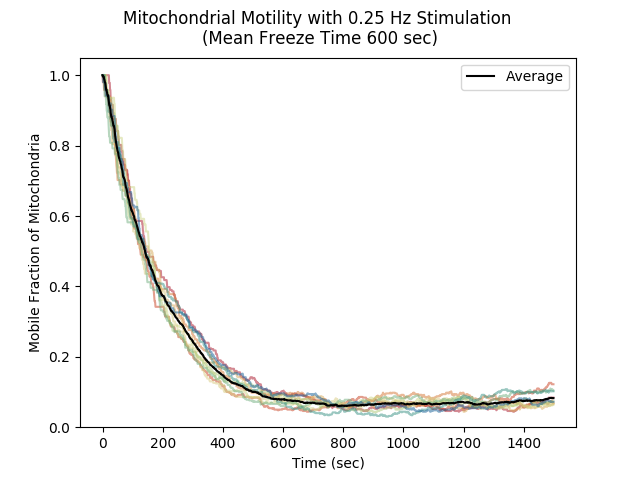 Mitochondrial Motility with 0.25 Hz Stimulation
(Mean Freeze Time 600 sec)
Average
1.0
0.8
0.6
0.4
0.2
0.0
Mobile Fraction of Mitochondria
0 200 400 600 800 1000 1200 1400
Time (sec)